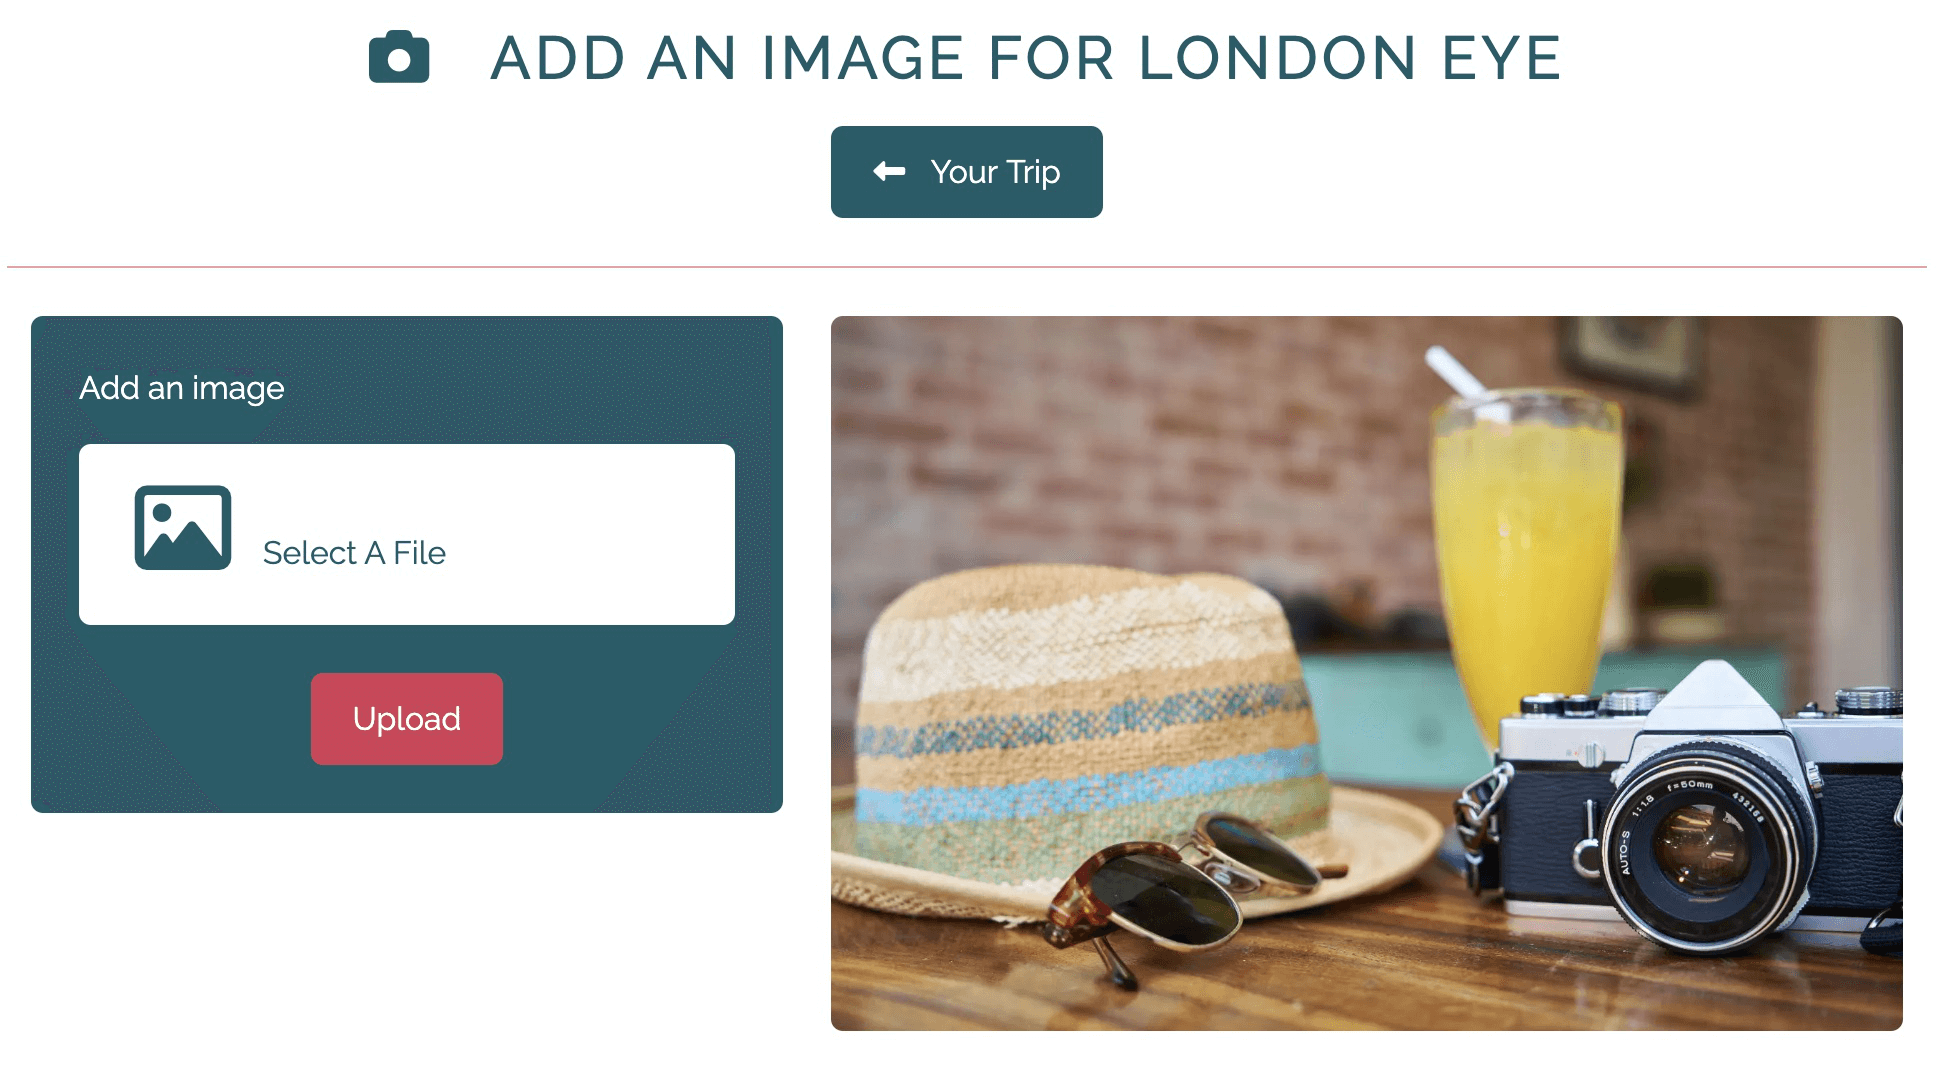 ADD AN IMAGE FOR LONDON EYE
Your Trip
Add an image
Select A File
Upload
AUTO-S 1:1.8 f=50mm 432168